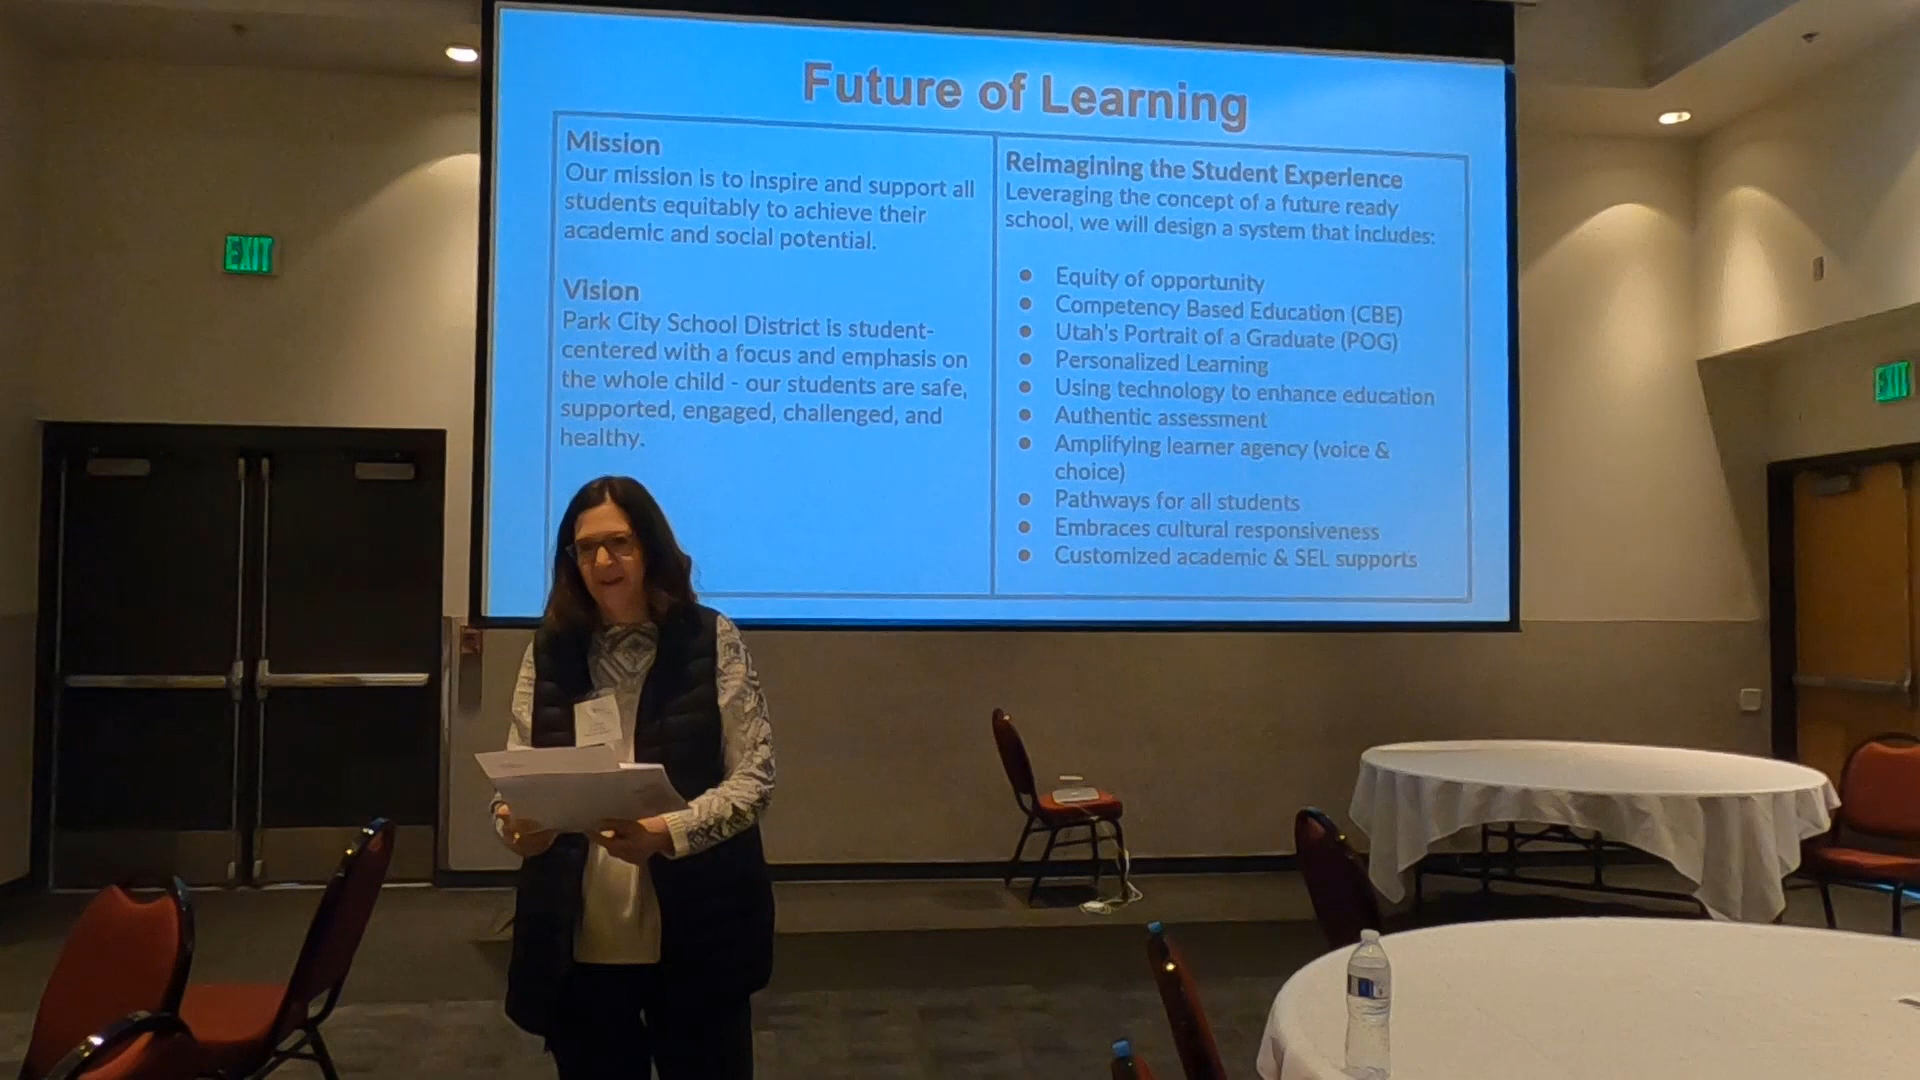 Future of Learning
Mission
Our mission is to inspire and support all
students equitably to achieve their
academic and social potential.
Vision
Park City School District is student-
centered with a focus and emphasis on
the whole child - our students are safe,
supported, engaged, challenged, and
healthy.
Reimagining the Student Experience
Leveraging the concept of a future ready
school, we will design a system that includes:
● Equity of opportunity
● Competency Based Education (CBE)
● Utah's Portrait of a Graduate (POG)
● Personalized Learning
● Using technology to enhance education
● Authentic assessment
● Amplifying learner agency (voice &
choice)
● Pathways for all students
● Embraces cultural responsiveness
● Customized academic & SEL supports
EXIT
EXIT